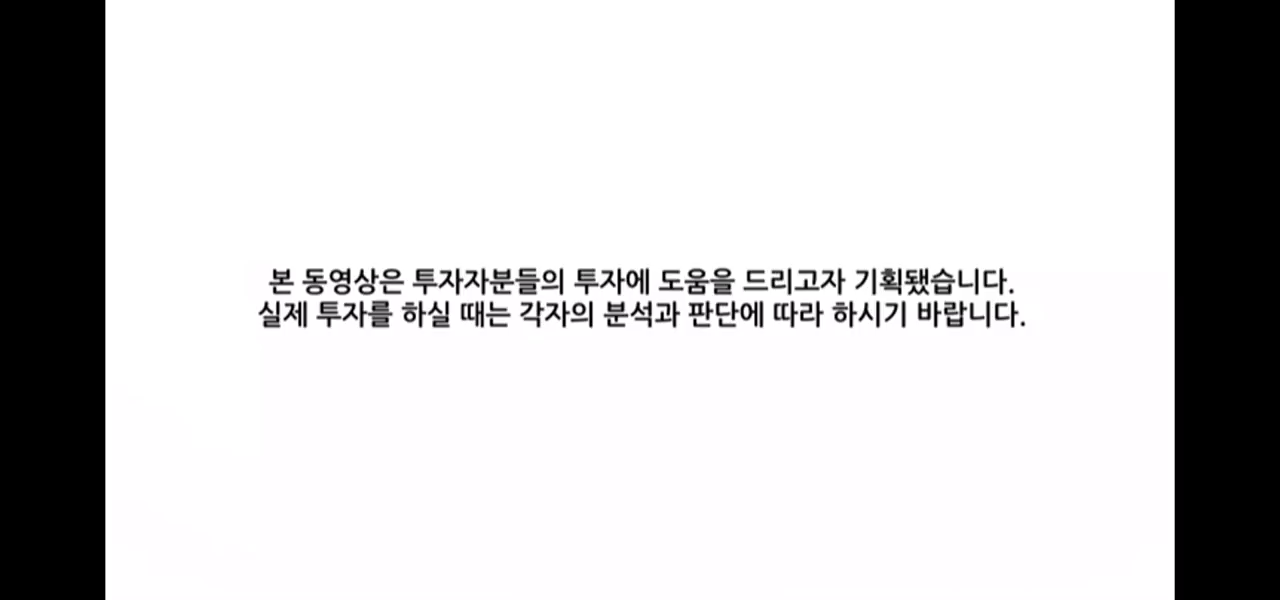 본 동영상은 투자자분들의 투자에 도움을 드리고자 기획됐습니다.
실제 투자를 하실 때는 각자의 분석과 판단에 따라 하시기 바랍니다.